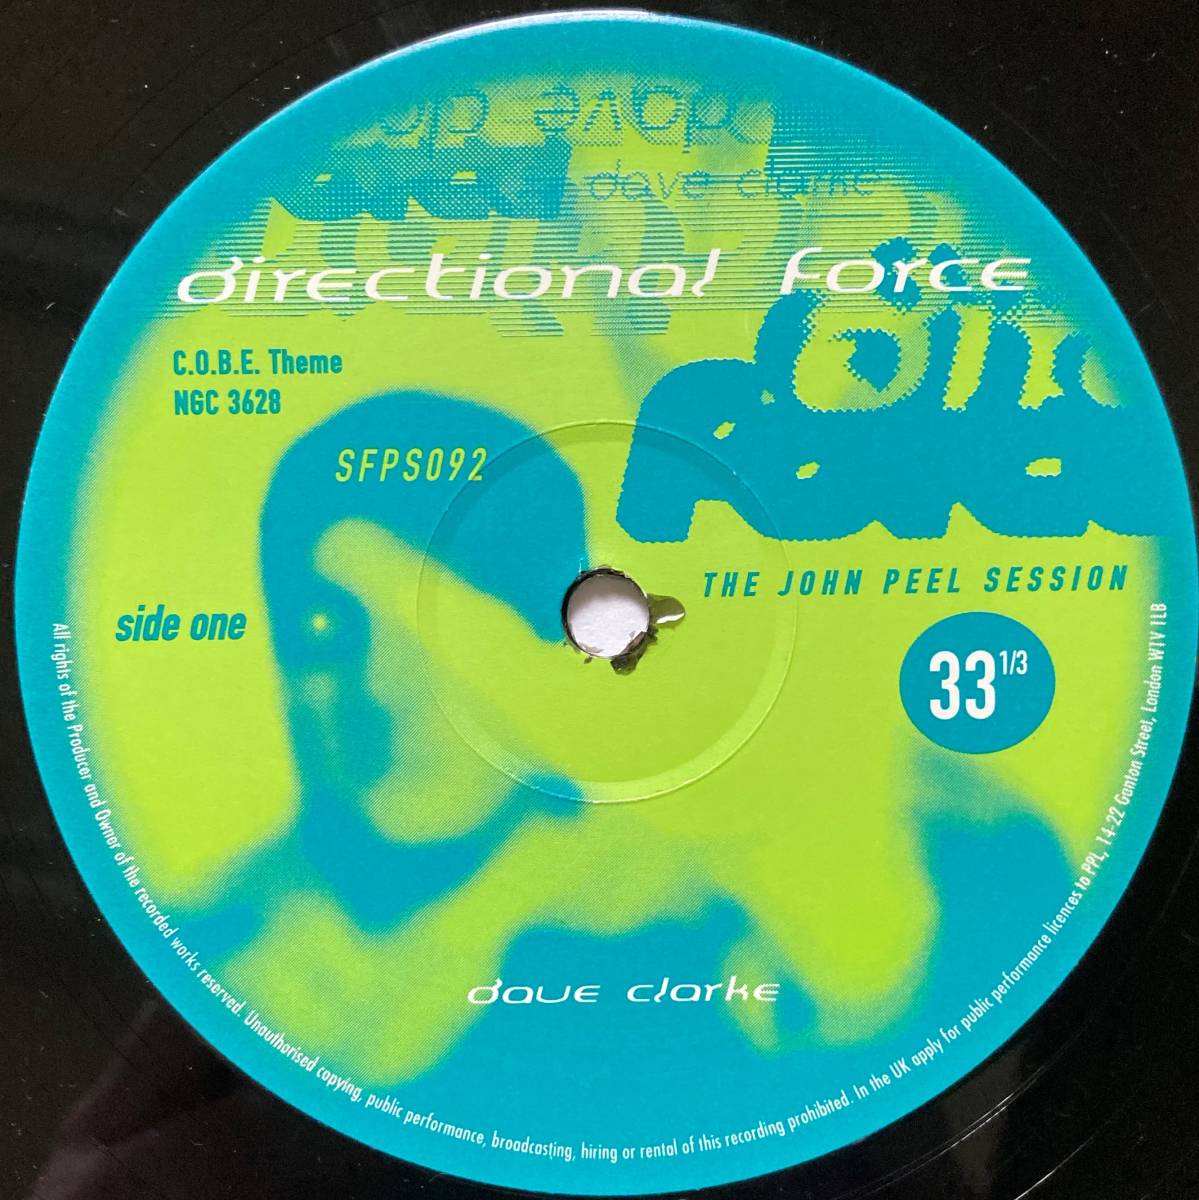 dave
dave clarke
directional force
C.O.B.E. Theme
NGC 3628
SFPS092
THE JOHN PEEL SESSION
side one
33 1/3
dave clarke
All rights of the Producer and Owner of the recorded works reserved. Unauthorised copying, public performance, broadcasting, hiring or rental of this recording prohibited. In the UK apply for public performance licences to PPL, 14-22 Ganton Street, London W1V 1LB